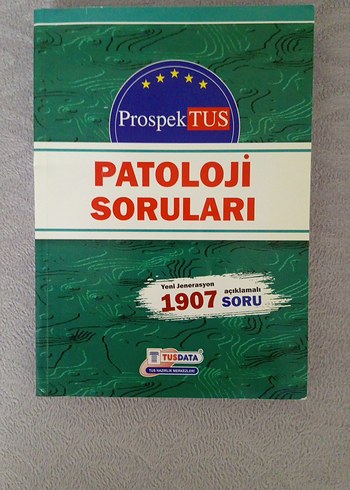 ProspekTUS
PATOLOJİ
SORULARI
Yeni Jenerasyon
açıklamalı
1907 SORU
T TUSDATA
TUS HAZIRLIK MERKEZLERİ